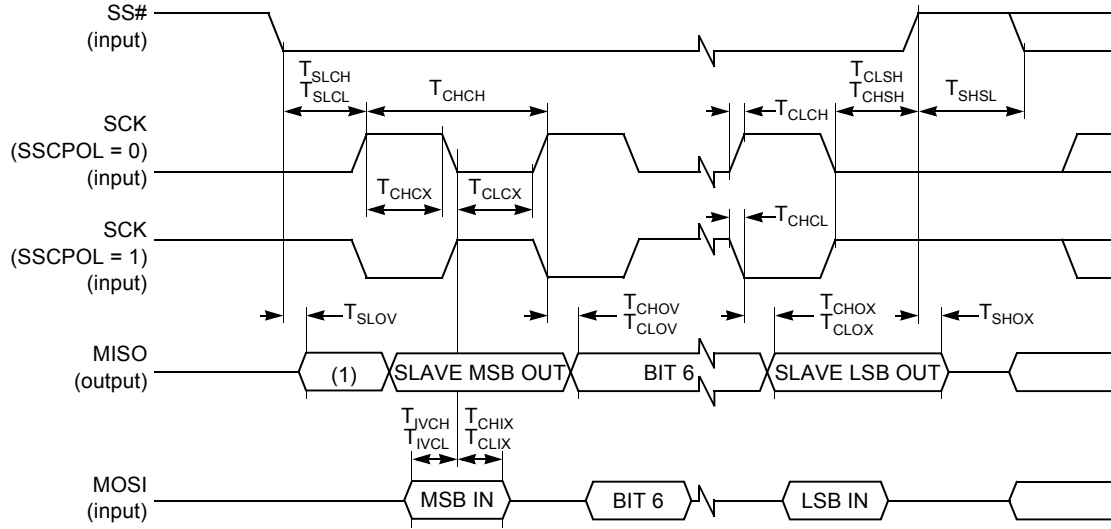 SS#
(input)
TSLCH
TSLCL
TCHCH
TCLSH
TCHSH
TSHSL
TCLCH
SCK
(SSCPOL = 0)
(input)
TCHCX
TCLCX
SCK
(SSCPOL = 1)
(input)
TCHCL
TSLOV
TCHOV
TCLOV
TCHOX
TCLOX
TSHOX
MISO
(output)
(1)
SLAVE MSB OUT
BIT 6
SLAVE LSB OUT
TIVCH
TIVCL
TCHIX
TCLIX
MOSI
(input)
MSB IN
BIT 6
LSB IN